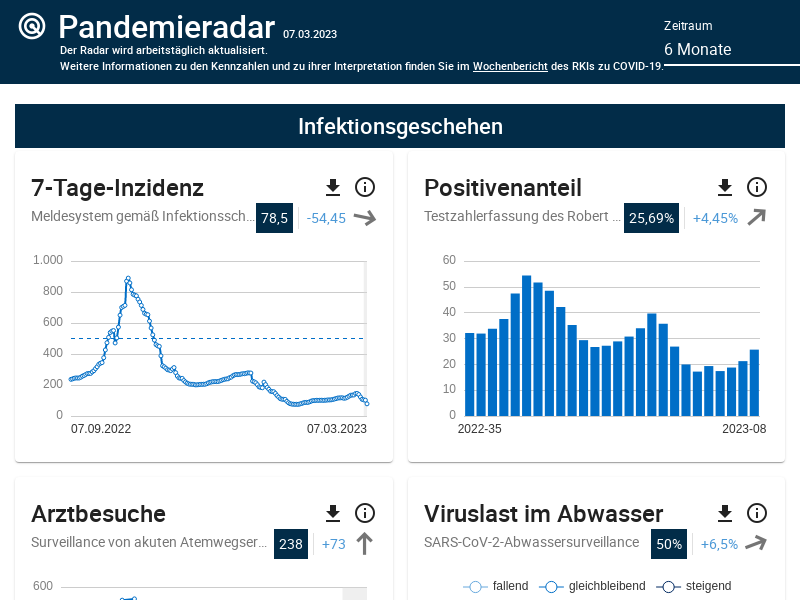 Pandemieradar 07.03.2023
Der Radar wird arbeitstäglich aktualisiert.
Weitere Informationen zu den Kennzahlen und zu ihrer Interpretation finden Sie im Wochenbericht des RKIs zu COVID-19.
Zeitraum
6 Monate
Infektionsgeschehen
7-Tage-Inzidenz
Meldesystem gemäß Infektionssch... 78,5 -54,45
1.000
800
600
400
200
0
07.09.2022 07.03.2023
Positivenanteil
Testzahlerfassung des Robert ... 25,69% +4,45%
60
50
40
30
20
10
0
2022-35 2023-08
Arztbesuche
Surveillance von akuten Atemwegser... 238 +73
600
Viruslast im Abwasser
SARS-CoV-2-Abwassersurveillance 50% +6,5%
fallend gleichbleibend steigend